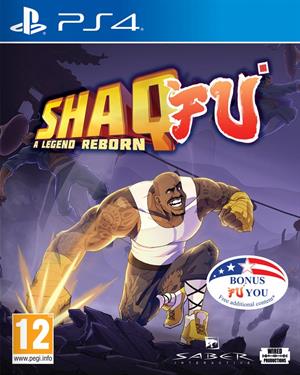 PS4
SHAQ FU
A LEGEND REBORN
BONUS
FU YOU
Free additional content*
12
www.pegi.info
SABER
INTERACTIVE
WIRED
PRODUCTIONS